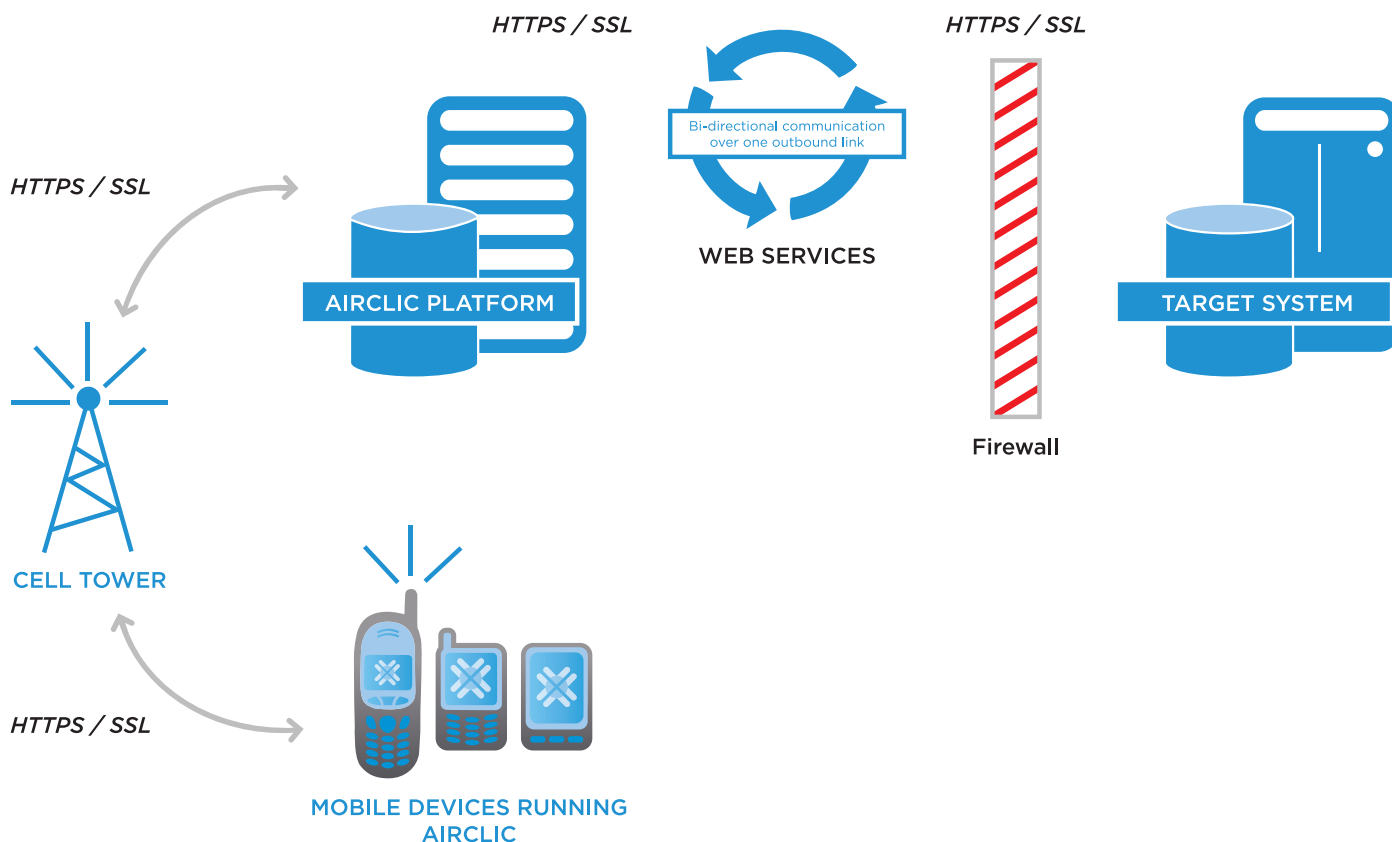 HTTPS / SSL
HTTPS / SSL
Bi-directional communication
over one outbound link
HTTPS / SSL
WEB SERVICES
AIRCLIC PLATFORM
TARGET SYSTEM
Firewall
CELL TOWER
HTTPS / SSL
MOBILE DEVICES RUNNING
AIRCLIC